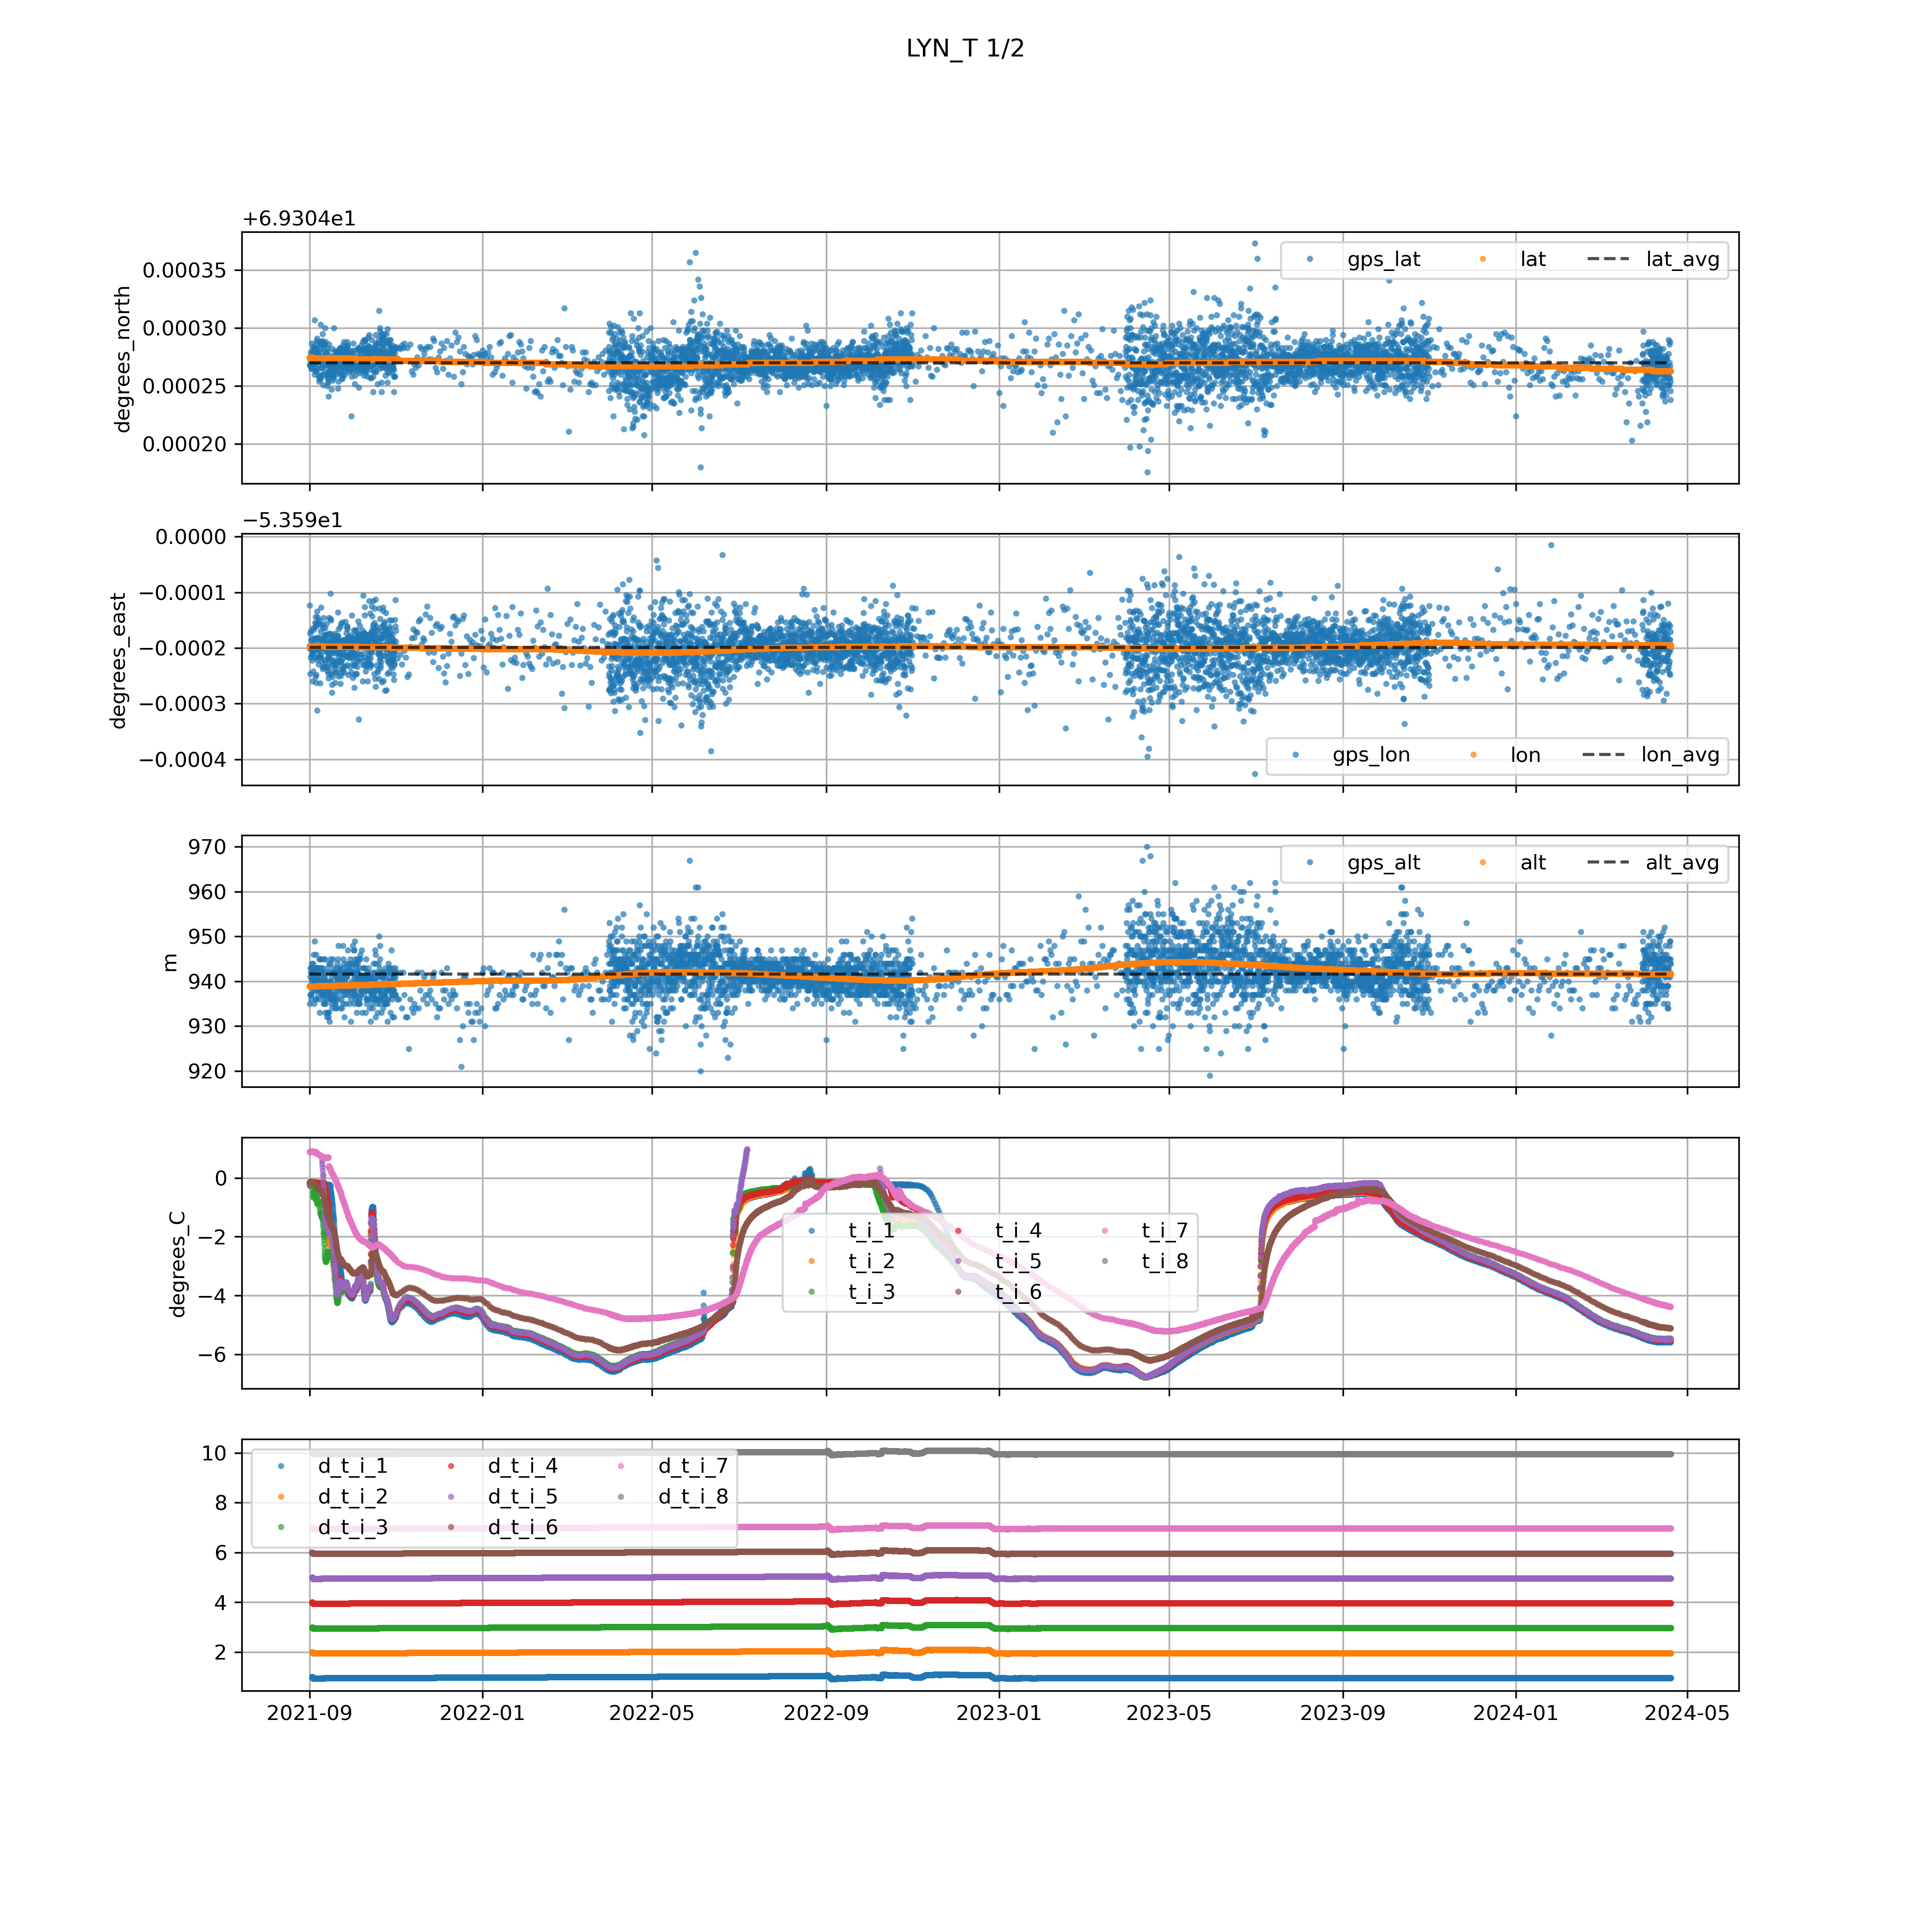 LYN_T 1/2
+6.9304e1
0.00035
0.00030
0.00025
0.00020
degrees_north
gps_lat lat lat_avg
−5.359e1
0.0000
−0.0001
−0.0002
−0.0003
−0.0004
degrees_east
gps_lon lon lon_avg
970
960
950
940
930
920
m
gps_alt alt alt_avg
0
−2
−4
−6
degrees_C
t_i_1 t_i_4 t_i_7
t_i_2 t_i_5 t_i_8
t_i_3 t_i_6
10
8
6
4
2
d_t_i_1 d_t_i_4 d_t_i_7
d_t_i_2 d_t_i_5 d_t_i_8
d_t_i_3 d_t_i_6
2021-09 2022-01 2022-05 2022-09 2023-01 2023-05 2023-09 2024-01 2024-05